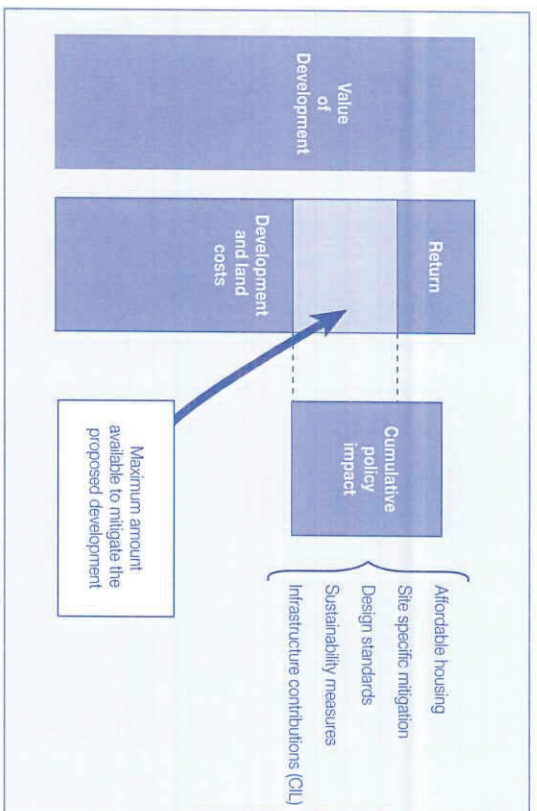 Value
of
Development
Return
Development
and land
costs
Cumulative
policy
impact
Affordable housing
Site specific mitigation
Design standards
Sustainability measures
Infrastructure contributions (CIL)
Maximum amount
available to mitigate the
proposed development